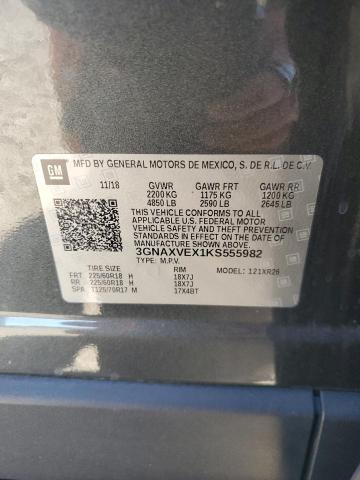 GM
MFD BY GENERAL MOTORS DE MEXICO, S. DE R.L. DE C.V.
11/18 GVWR GAWR FRT GAWR RR
2200 KG 1175 KG 1200 KG
4850 LB 2590 LB 2645 LB
THIS VEHICLE CONFORMS TO ALL APPLICABLE U.S. FEDERAL MOTOR
VEHICLE SAFETY AND THEFT PREVENTION
STANDARDS IN EFFECT ON THE DATE OF
MANUFACTURE SHOWN ABOVE.
3GNAXVEX1KS555982
TYPE: M.P.V. MODEL: 121XR26
TIRE SIZE RIM
FRT 225/60R18 H 18X7J
RR 225/60R18 H 18X7J
SPA T125/70R17 M 17X4BT